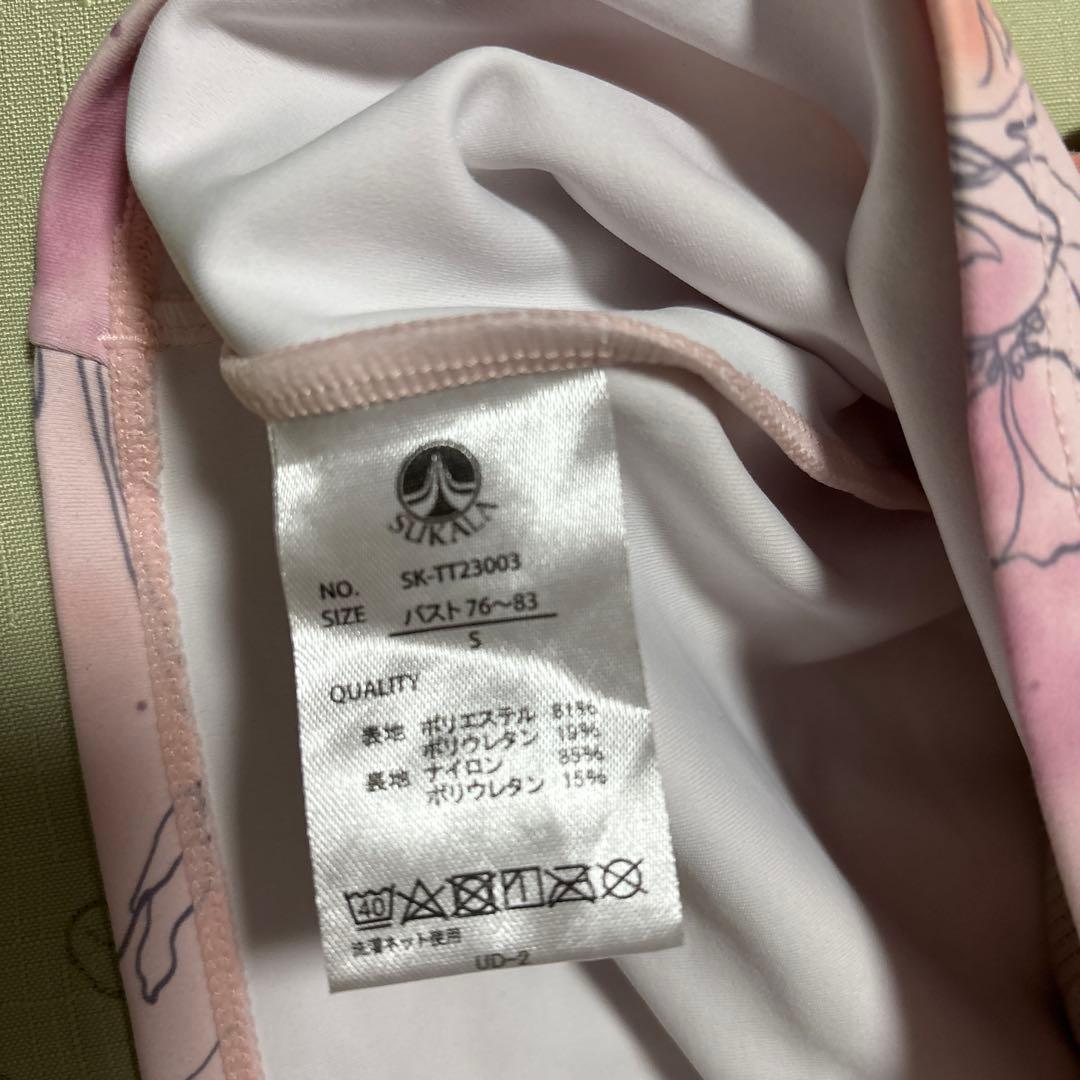 SUKALA
NO. SK-TT23003
SIZE バスト 76～83
S
QUALITY
表地 ポリエステル 81%
ポリウレタン 19%
裏地 ナイロン 85%
ポリウレタン 15%
40
洗濯ネット使用
UD-2